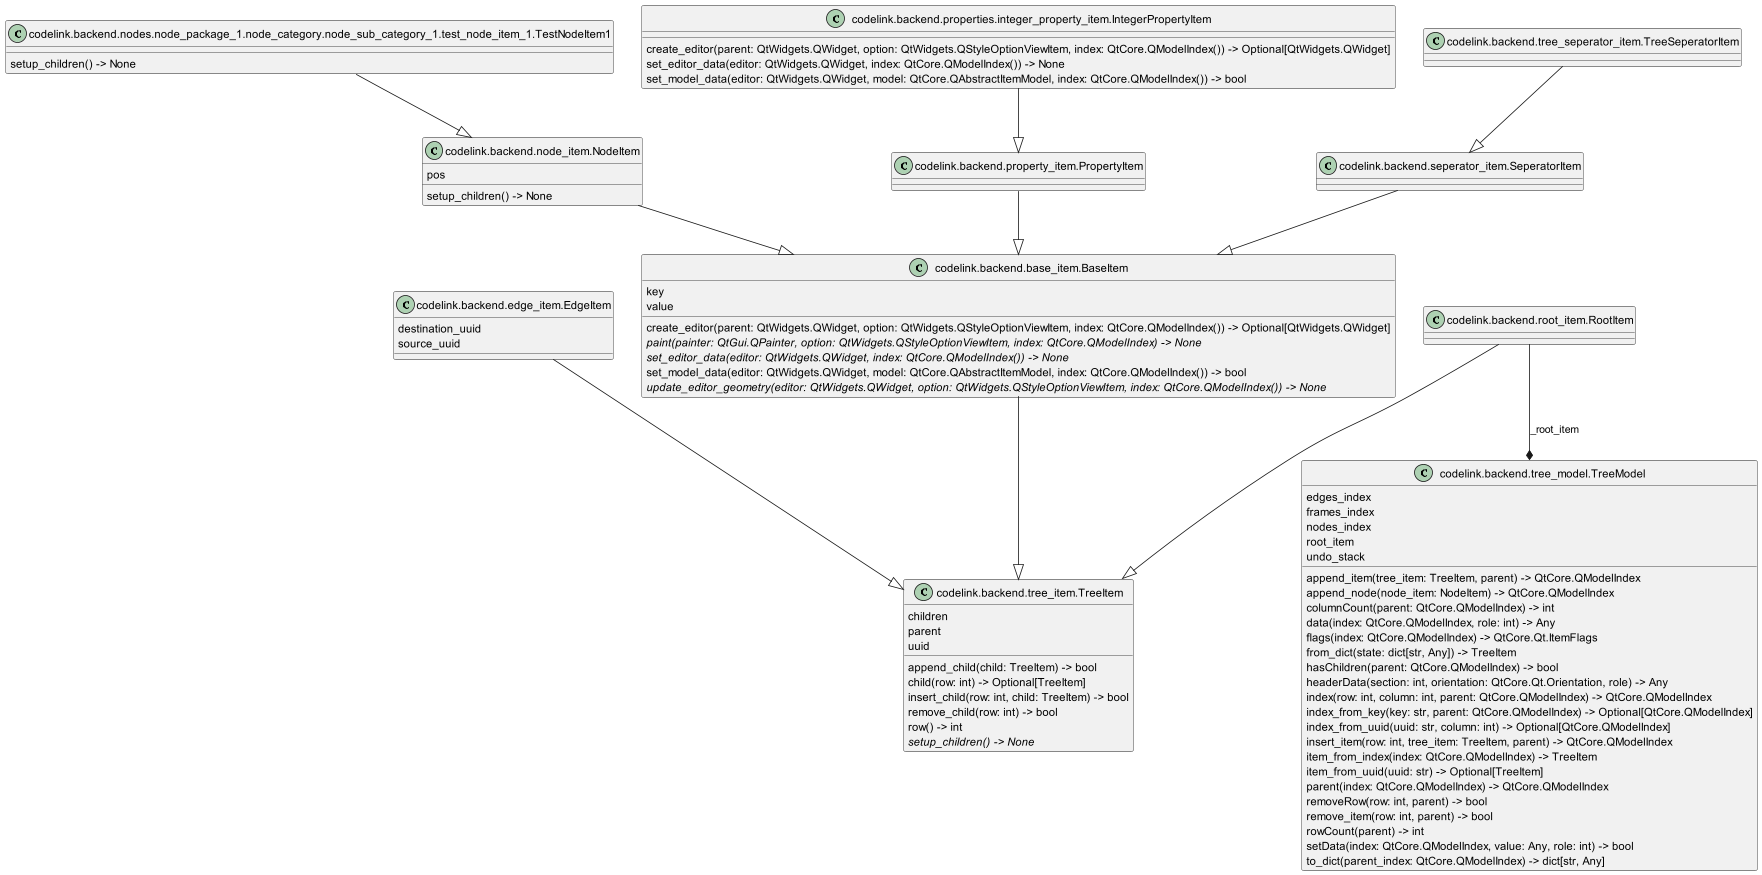 C codelink.backend.nodes.node_package_1.node_category.node_sub_category_1.test_node_item_1.TestNodeItem1
setup_children() -> None
C codelink.backend.properties.integer_property_item.IntegerPropertyItem
create_editor(parent: QtWidgets.QWidget, option: QtWidgets.QStyleOptionViewItem, index: QtCore.QModelIndex()) -> Optional[QtWidgets.QWidget]
set_editor_data(editor: QtWidgets.QWidget, index: QtCore.QModelIndex()) -> None
set_model_data(editor: QtWidgets.QWidget, model: QtCore.QAbstractItemModel, index: QtCore.QModelIndex()) -> bool
C codelink.backend.tree_seperator_item.TreeSeperatorItem
C codelink.backend.node_item.NodeItem
pos
setup_children() -> None
C codelink.backend.property_item.PropertyItem
C codelink.backend.seperator_item.SeperatorItem
C codelink.backend.edge_item.EdgeItem
destination_uuid
source_uuid
C codelink.backend.base_item.BaseItem
key
value
create_editor(parent: QtWidgets.QWidget, option: QtWidgets.QStyleOptionViewItem, index: QtCore.QModelIndex()) -> Optional[QtWidgets.QWidget]
paint(painter: QtGui.QPainter, option: QtWidgets.QStyleOptionViewItem, index: QtCore.QModelIndex) -> None
set_editor_data(editor: QtWidgets.QWidget, index: QtCore.QModelIndex()) -> None
set_model_data(editor: QtWidgets.QWidget, model: QtCore.QAbstractItemModel, index: QtCore.QModelIndex()) -> bool
update_editor_geometry(editor: QtWidgets.QWidget, option: QtWidgets.QStyleOptionViewItem, index: QtCore.QModelIndex()) -> None
C codelink.backend.root_item.RootItem
_root_item
C codelink.backend.tree_item.TreeItem
children
parent
uuid
append_child(child: TreeItem) -> bool
child(row: int) -> Optional[TreeItem]
insert_child(row: int, child: TreeItem) -> bool
remove_child(row: int) -> bool
row() -> int
setup_children() -> None
C codelink.backend.tree_model.TreeModel
edges_index
frames_index
nodes_index
root_item
undo_stack
append_item(tree_item: TreeItem, parent) -> QtCore.QModelIndex
append_node(node_item: NodeItem) -> QtCore.QModelIndex
columnCount(parent: QtCore.QModelIndex) -> int
data(index: QtCore.QModelIndex, role: int) -> Any
flags(index: QtCore.QModelIndex) -> QtCore.Qt.ItemFlags
from_dict(state: dict[str, Any]) -> TreeItem
hasChildren(parent: QtCore.QModelIndex) -> bool
headerData(section: int, orientation: QtCore.Qt.Orientation, role) -> Any
index(row: int, column: int, parent: QtCore.QModelIndex) -> QtCore.QModelIndex
index_from_key(key: str, parent: QtCore.QModelIndex) -> Optional[QtCore.QModelIndex]
index_from_uuid(uuid: str, column: int) -> Optional[QtCore.QModelIndex]
insert_item(row: int, tree_item: TreeItem, parent) -> QtCore.QModelIndex
item_from_index(index: QtCore.QModelIndex) -> TreeItem
item_from_uuid(uuid: str) -> Optional[TreeItem]
parent(index: QtCore.QModelIndex) -> QtCore.QModelIndex
removeRow(row: int, parent) -> bool
remove_item(row: int, parent) -> bool
rowCount(parent) -> int
setData(index: QtCore.QModelIndex, value: Any, role: int) -> bool
to_dict(parent_index: QtCore.QModelIndex) -> dict[str, Any]